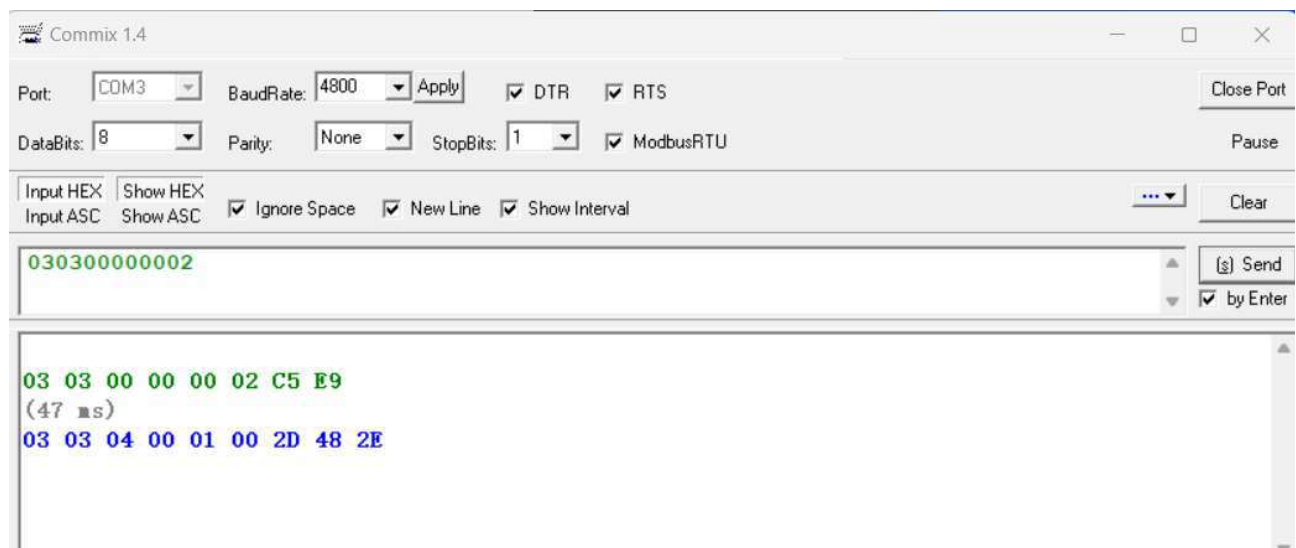 Commix 1.4
Port: COM3 BaudRate: 4800 Apply DTR RTS Close Port
DataBits: 8 Parity: None StopBits: 1 ModbusRTU Pause
Input HEX Show HEX
Input ASC Show ASC Ignore Space New Line Show Interval ... Clear
030300000002 (s) Send
by Enter
03 03 00 00 00 02 C5 E9
(47 ms)
03 03 04 00 01 00 2D 48 2E